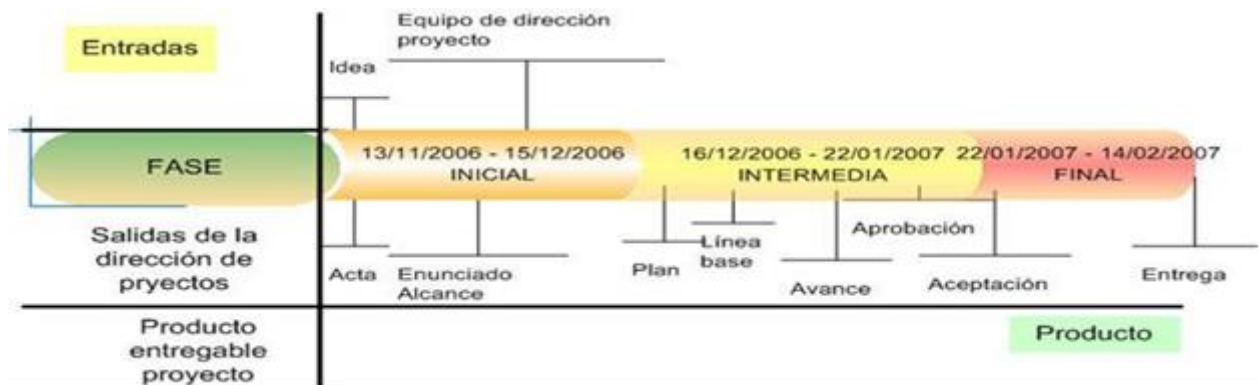 Entradas
Equipo de dirección
proyecto
Idea
FASE
13/11/2006 - 15/12/2006
INICIAL
16/12/2006 - 22/01/2007
INTERMEDIA
22/01/2007 - 14/02/2007
FINAL
Salidas de la
dirección de
pryectos
Acta
Enunciado
Alcance
Plan
Línea
base
Avance
Aprobación
Aceptación
Entrega
Producto
entregable
proyecto
Producto